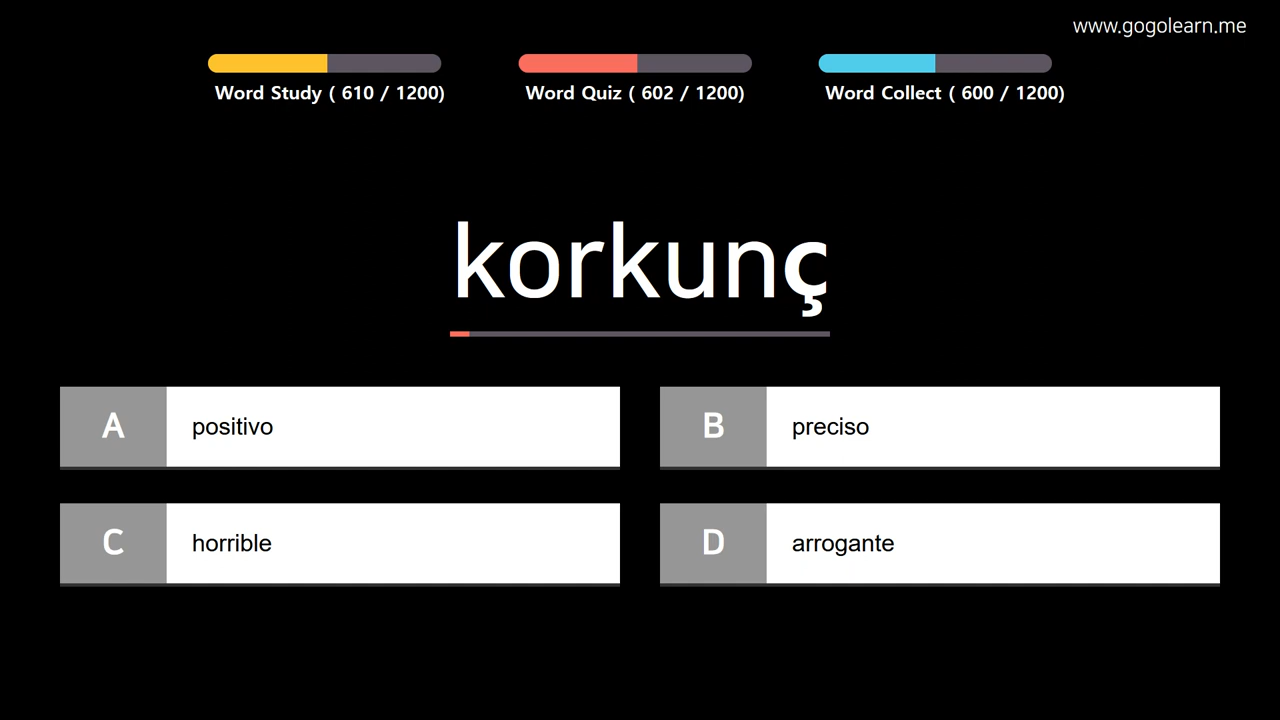 www.gogolearn.me
Word Study ( 610 / 1200)
Word Quiz ( 602 / 1200)
Word Collect ( 600 / 1200)
korkunç
A positivo
B preciso
C horrible
D arrogante